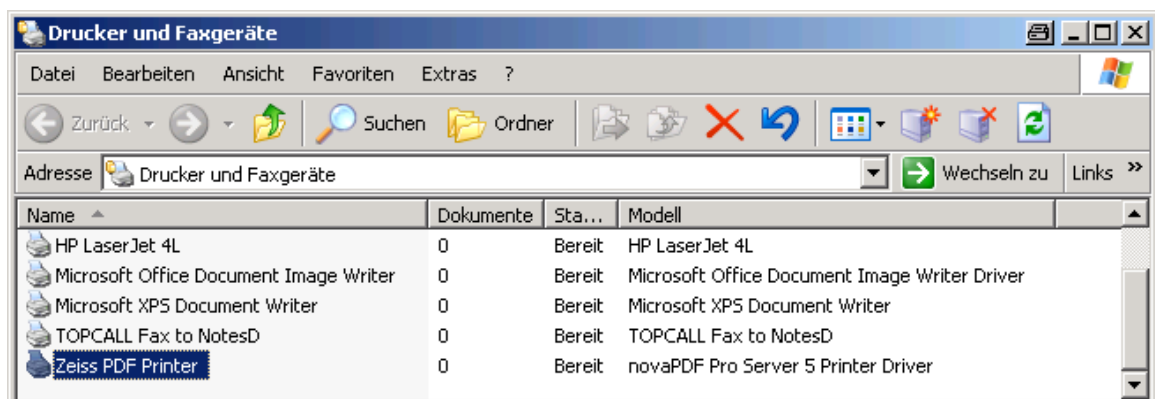 Drucker und Faxgeräte
Datei Bearbeiten Ansicht Favoriten Extras ?
Zurück Suchen Ordner
Adresse Drucker und Faxgeräte Wechseln zu Links »
Name Dokumente Sta... Modell
HP LaserJet 4L 0 Bereit HP LaserJet 4L
Microsoft Office Document Image Writer 0 Bereit Microsoft Office Document Image Writer Driver
Microsoft XPS Document Writer 0 Bereit Microsoft XPS Document Writer
TOPCALL Fax to NotesD 0 Bereit TOPCALL Fax to NotesD
Zeiss PDF Printer 0 Bereit novaPDF Pro Server 5 Printer Driver